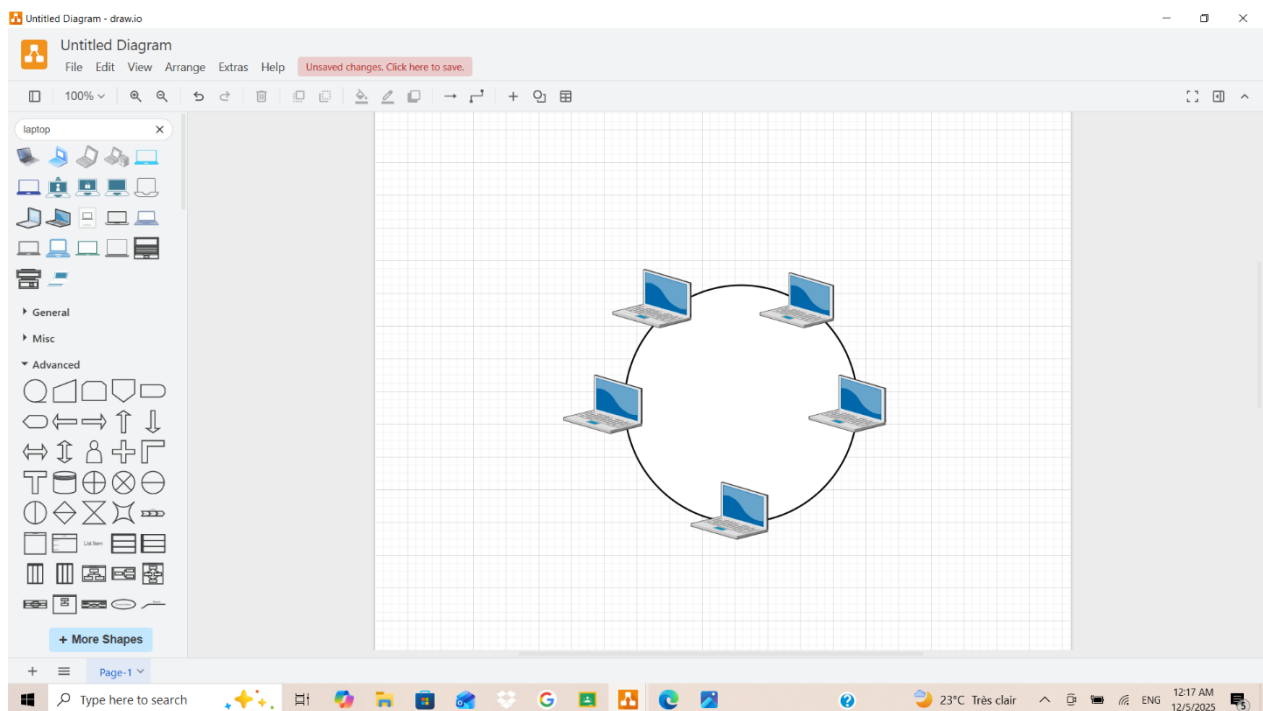 Untitled Diagram - draw.io
Untitled Diagram
File Edit View Arrange Extras Help Unsaved changes. Click here to save.
100%
laptop
General
Misc
Advanced
List Item
+ More Shapes
Page-1
Type here to search
23°C Très clair
ENG
12:17 AM
12/5/2025
5